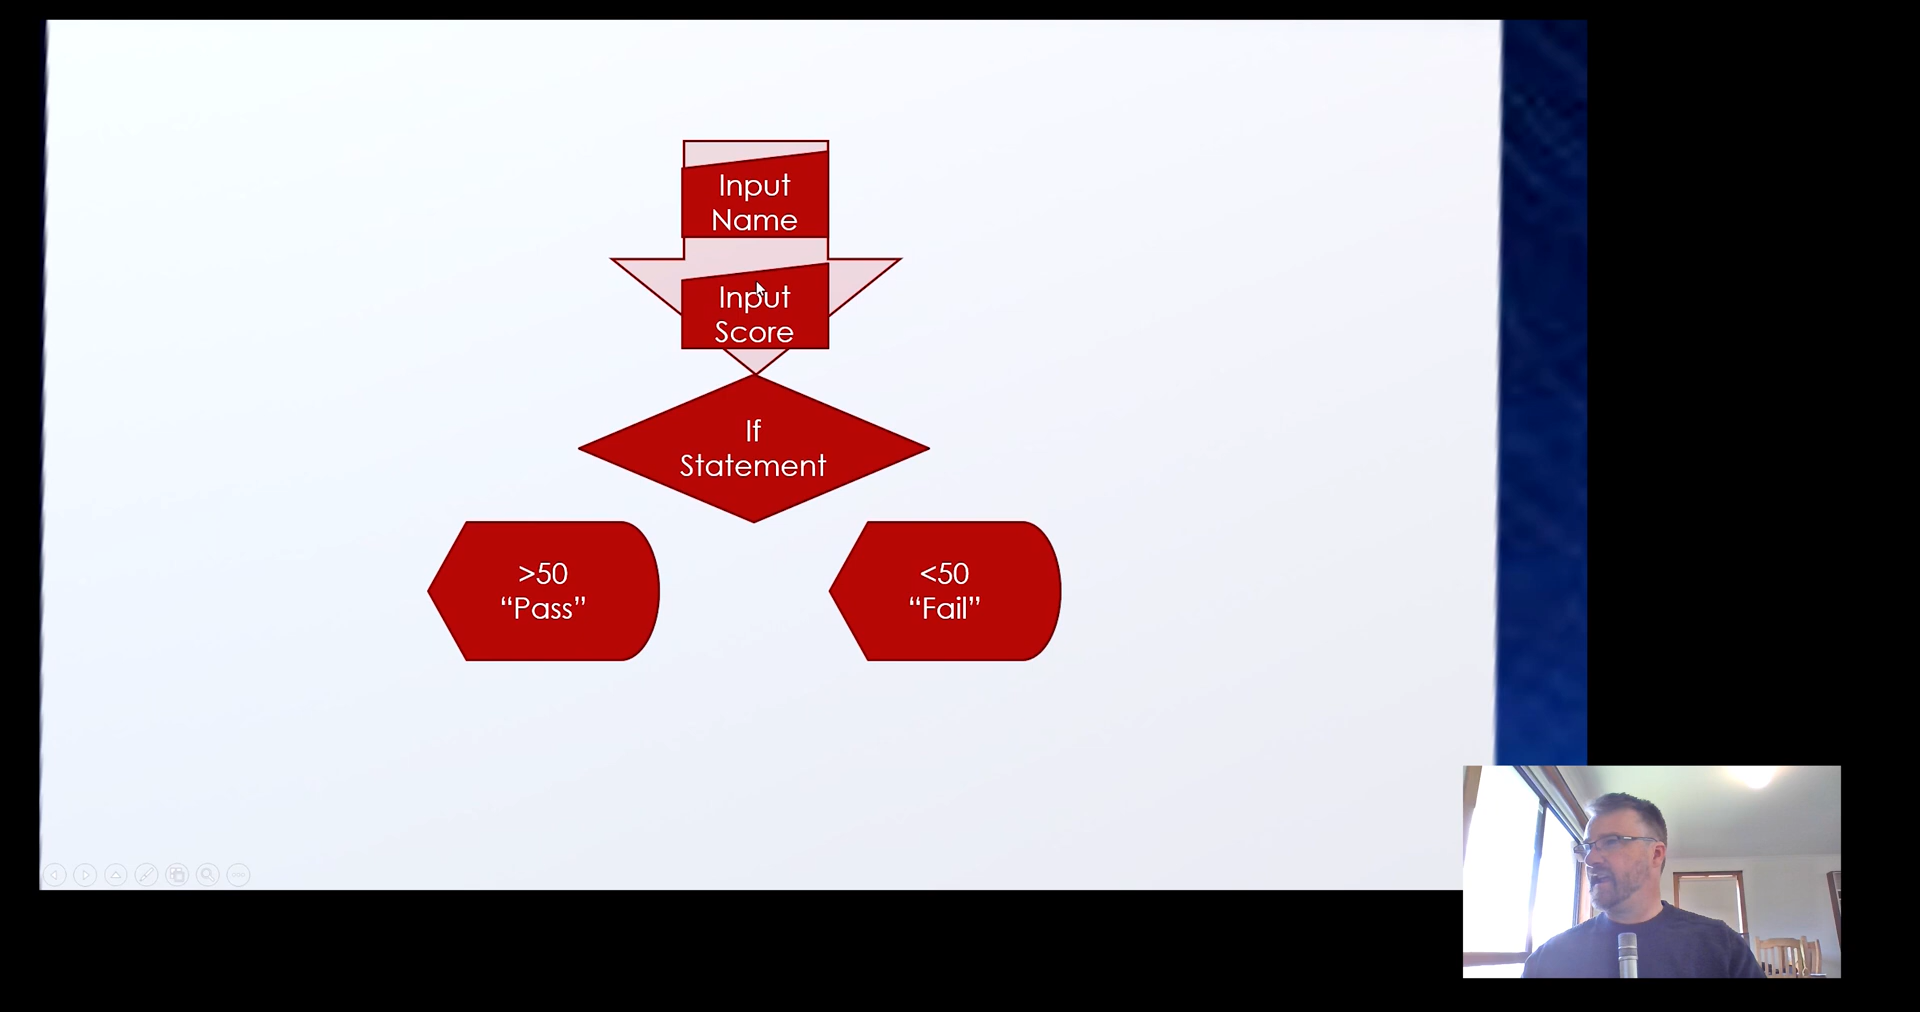 Input
Name
Input
Score
If
Statement
>50
“Pass”
<50
“Fail”